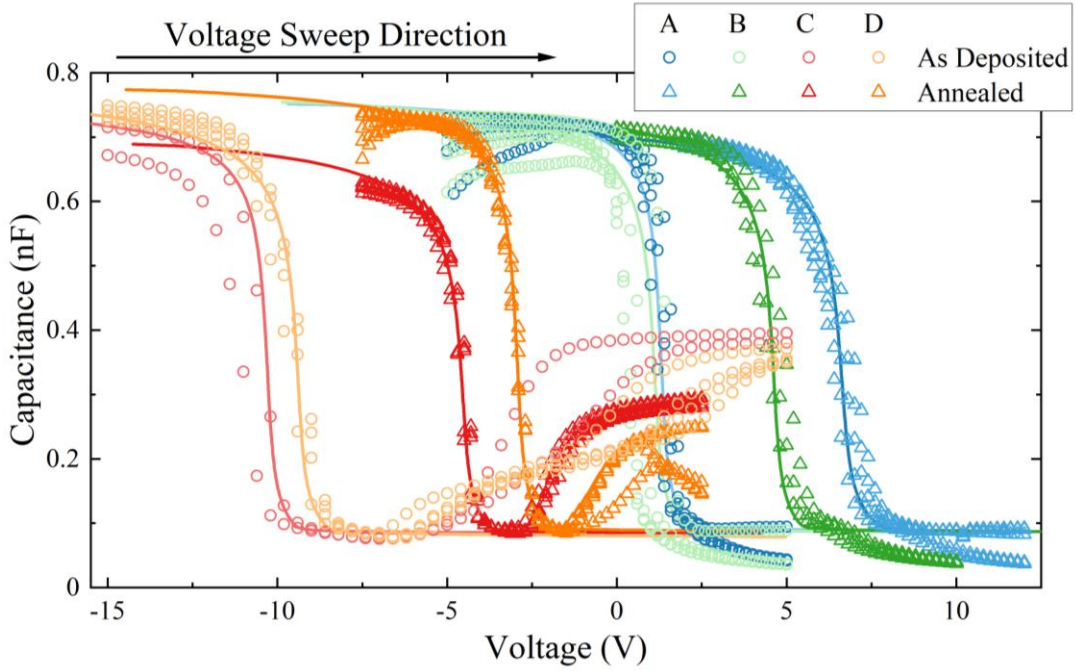 Voltage Sweep Direction
A B C D
As Deposited
Annealed
0.8
0.6
0.4
0.2
0
Capacitance (nF)
-15 -10 -5 0 5 10
Voltage (V)